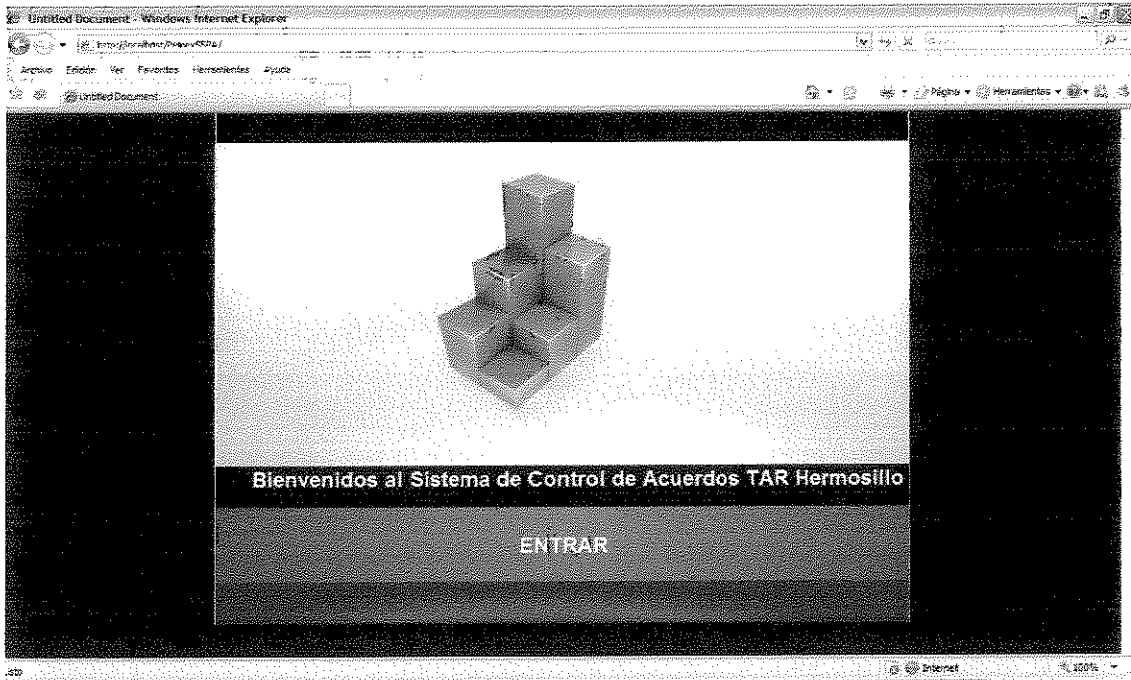 Untitled Document - Windows Internet Explorer
Archivo Edición Ver Favoritos Herramientas Ayuda
Untitled Document
Página Herramientas
Bienvenidos al Sistema de Control de Acuerdos TAR Hermosillo
ENTRAR
Internet
100%